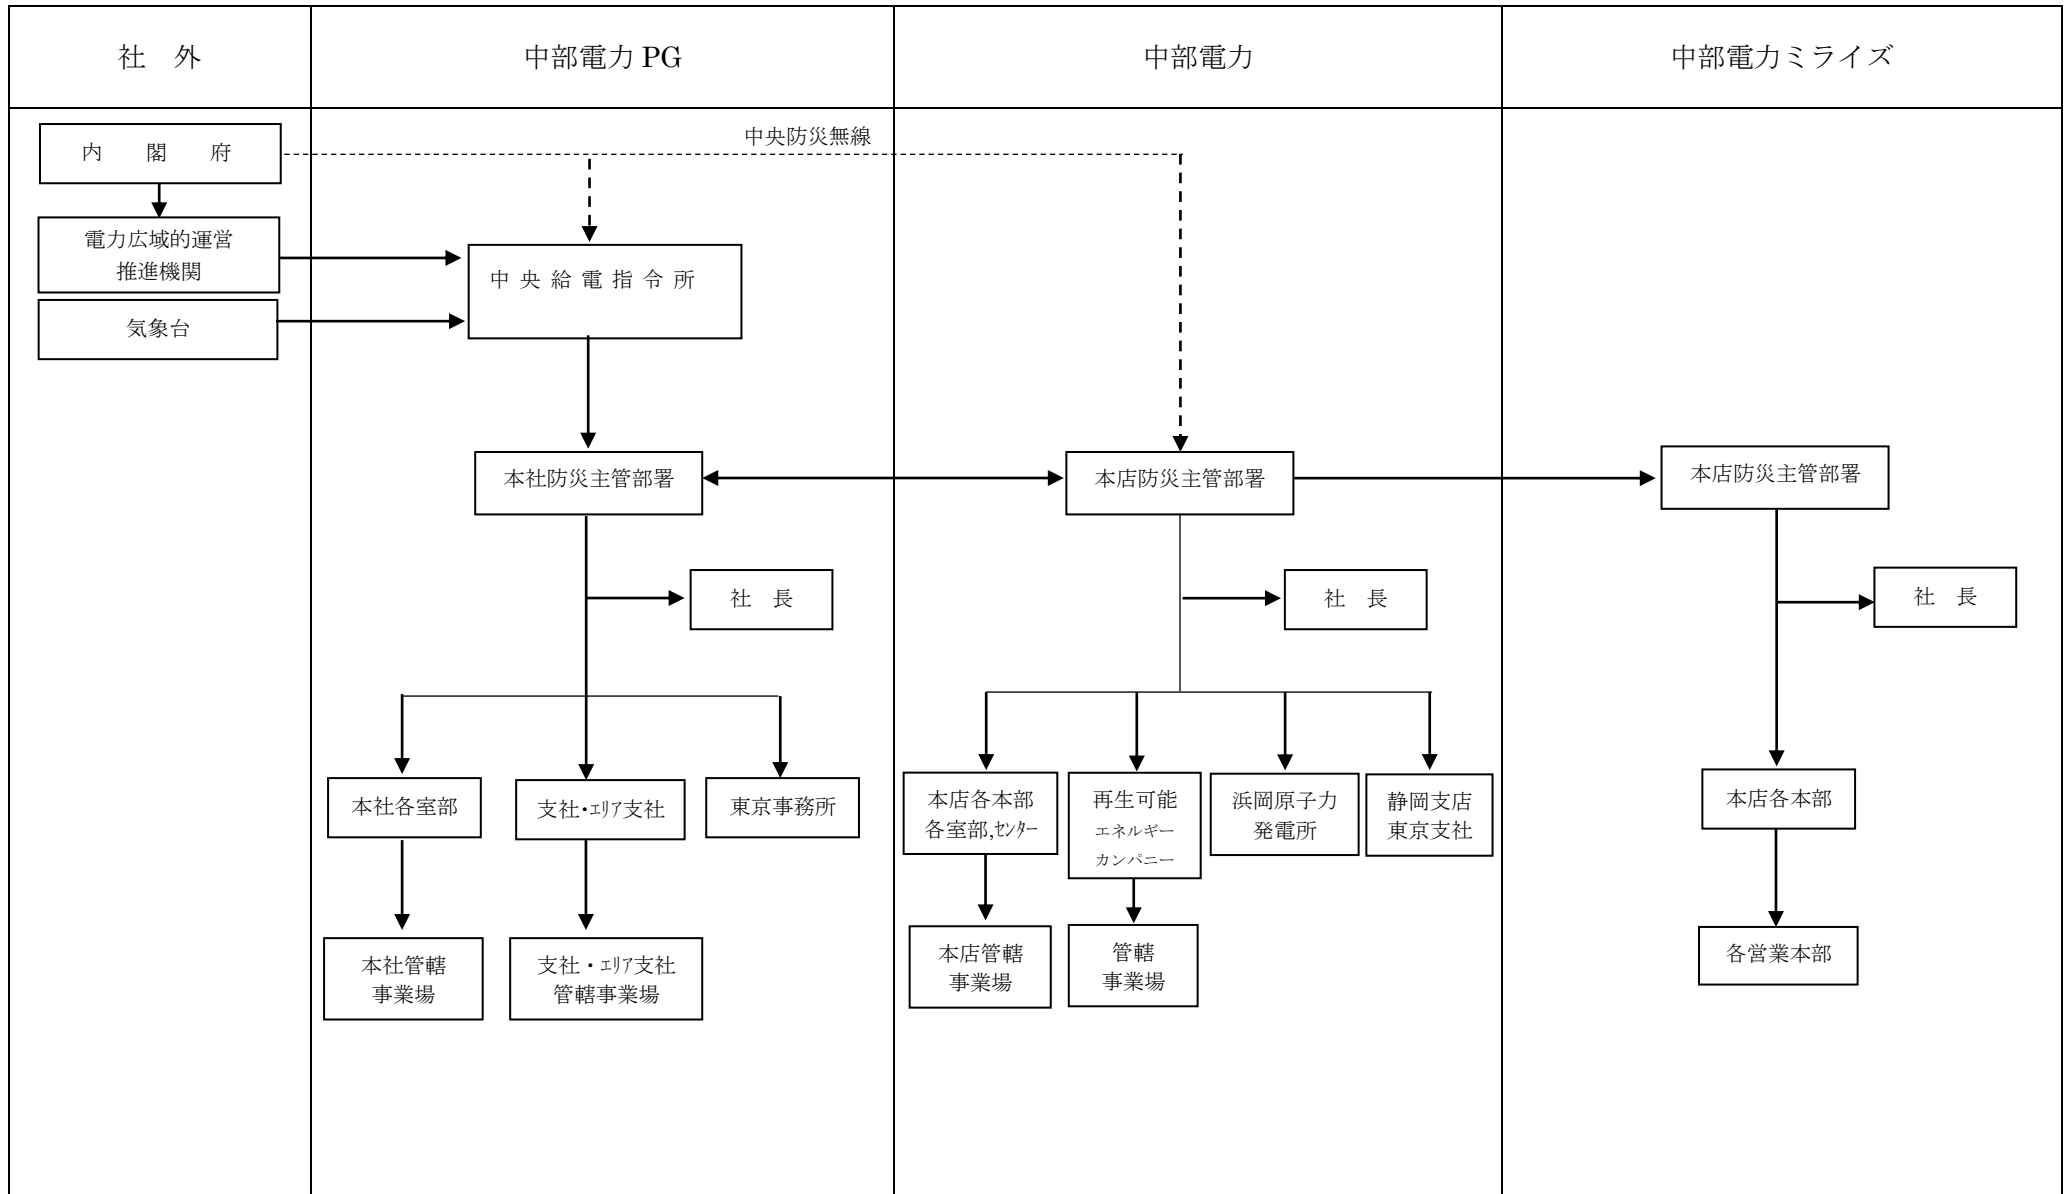 社　外
中部電力 PG
中部電力
中部電力ミライズ
中央防災無線
内　閣　府
電力広域的運営
推進機関
気象台
中央給電指令所
本社防災主管部署
本店防災主管部署
本店防災主管部署
社　長
社　長
社　長
本社各室部
支社・ｴﾘｱ支社
東京事務所
本店各本部
各室部,ｾﾝﾀｰ
再生可能
エネルギー
カンパニー
浜岡原子力
発電所
静岡支店
東京支社
本店各本部
本社管轄
事業場
支社・ｴﾘｱ支社
管轄事業場
本店管轄
事業場
管轄
事業場
各営業本部